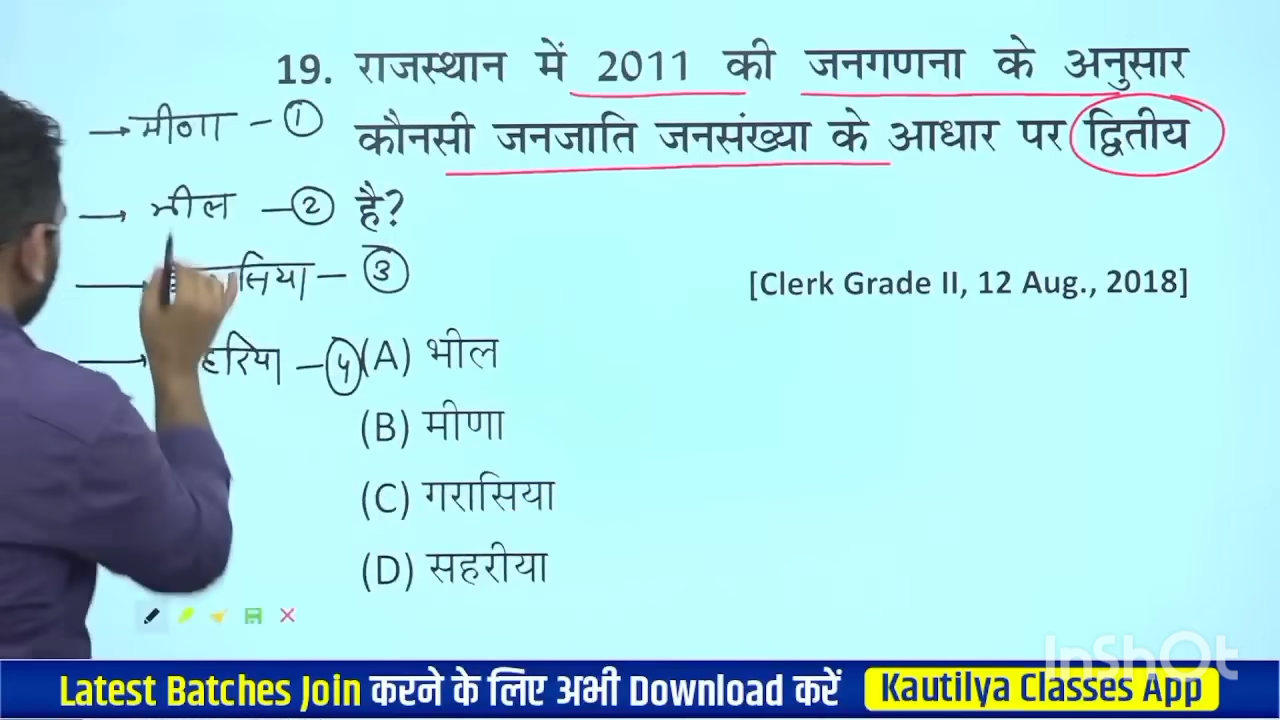 19. राजस्थान में 2011 की जनगणना के अनुसार
कौनसी जनजाति जनसंख्या के आधार पर द्वितीय
है?
[Clerk Grade II, 12 Aug., 2018]
→ मीणा - 1
→ भील - 2
→ - 3
→ - 4
(A) भील
(B) मीणा
(C) गरासिया
(D) सहरीया
Latest Batches Join करने के लिए अभी Download करें Kautilya Classes App
InShOt